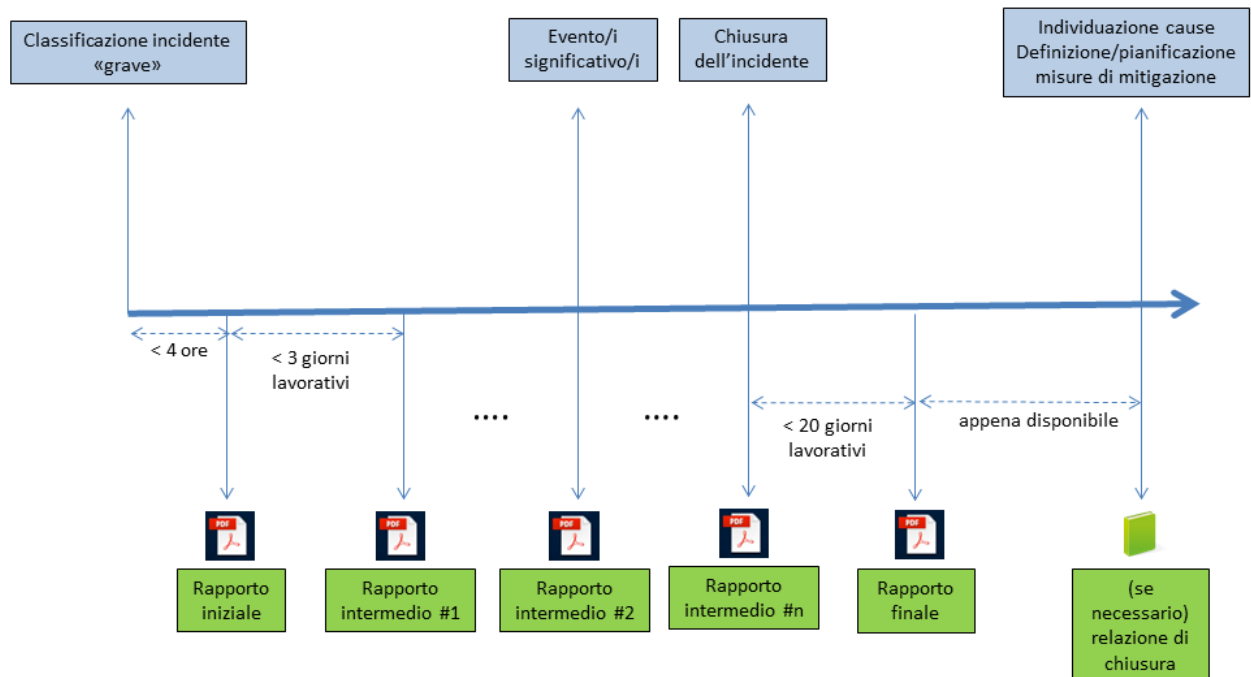 Classificazione incidente
«grave»
Evento/i
significativo/i
Chiusura
dell'incidente
Individuazione cause
Definizione/pianificazione
misure di mitigazione
< 4 ore
< 3 giorni
lavorativi
....
....
< 20 giorni
lavorativi
appena disponibile
PDF
PDF
PDF
PDF
PDF
Rapporto
iniziale
Rapporto
intermedio #1
Rapporto
intermedio #2
Rapporto
intermedio #n
Rapporto
finale
(se
necessario)
relazione di
chiusura